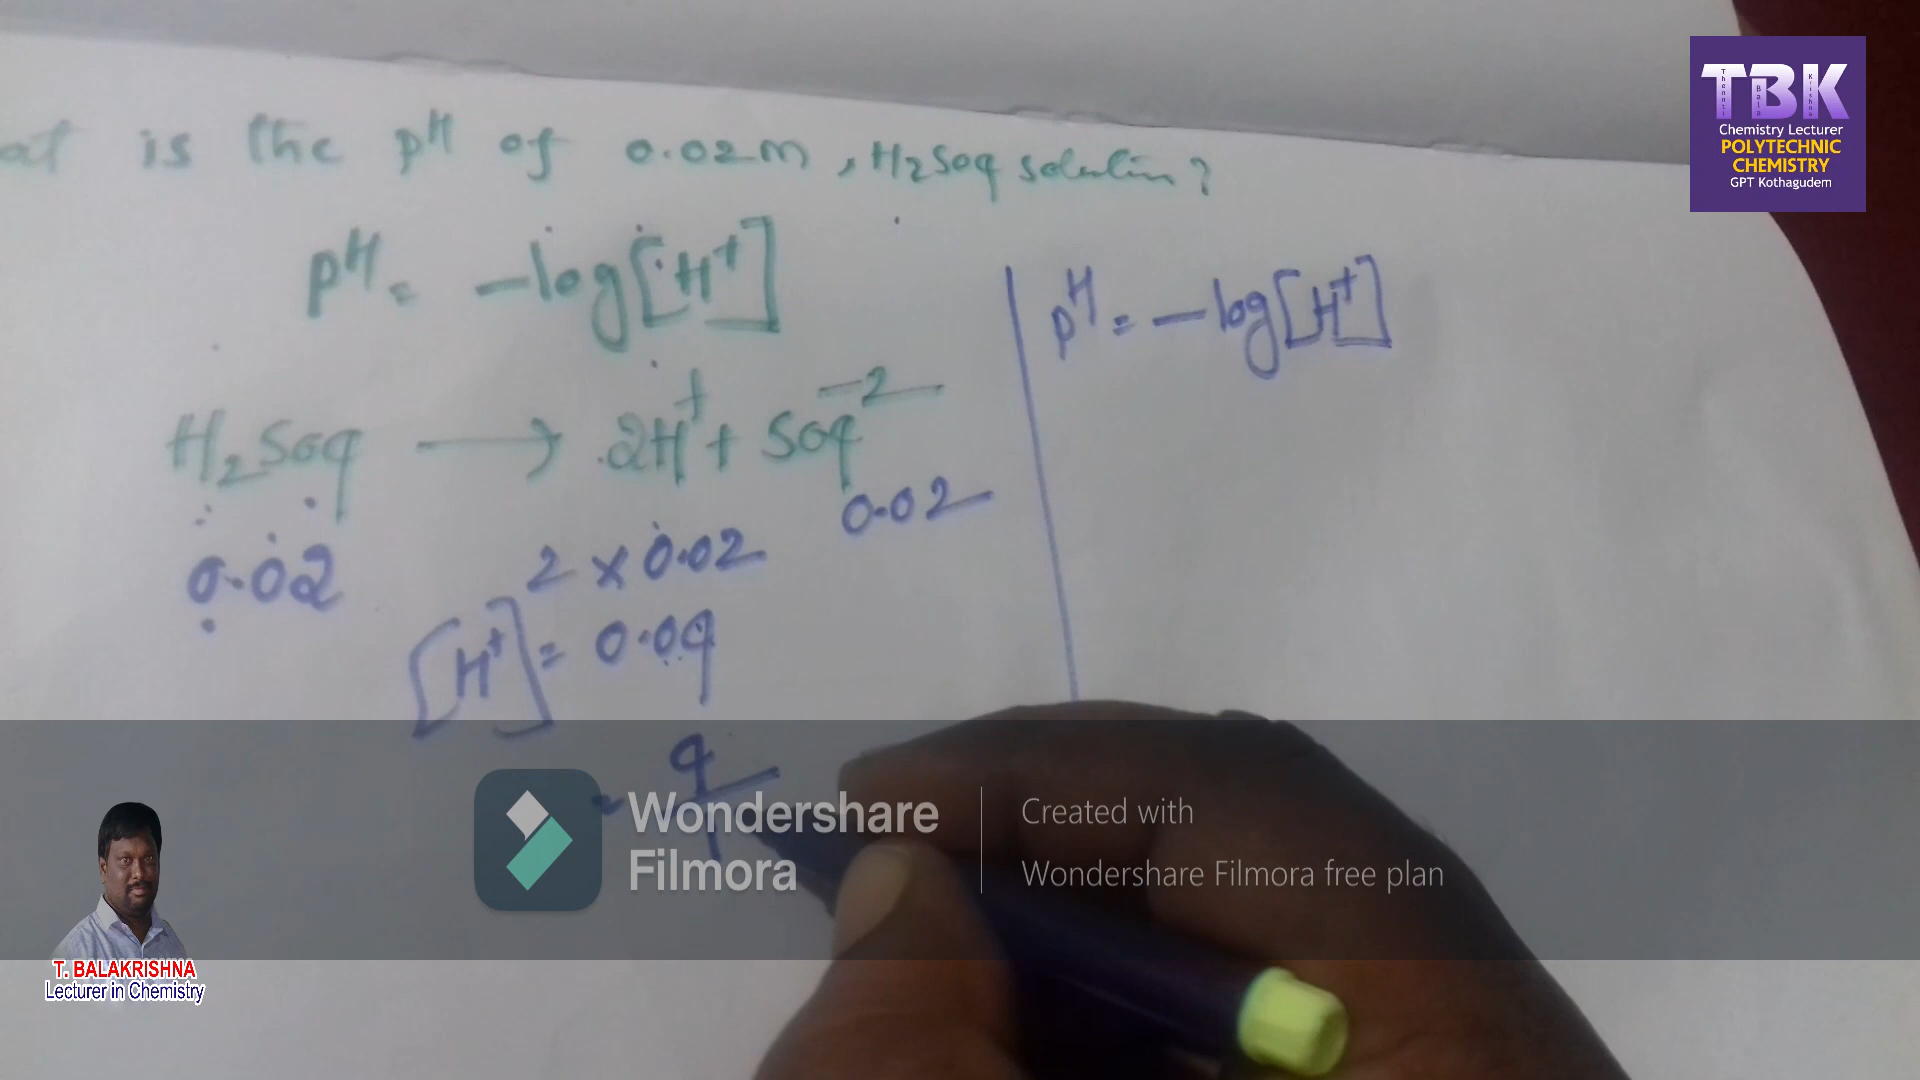 at is the pH of 0.02M, H2SO4 solution?
pH = -log[H+]
H2SO4 → 2H+ + SO4-2
0.02 2 x 0.02 0.02
[H+] = 0.04
= 4
pH = -log[H+]
TBK
Chemistry Lecturer
POLYTECHNIC
CHEMISTRY
GPT Kothagudem
Wondershare
Filmora
Created with
Wondershare Filmora free plan
T. BALAKRISHNA
Lecturer in Chemistry